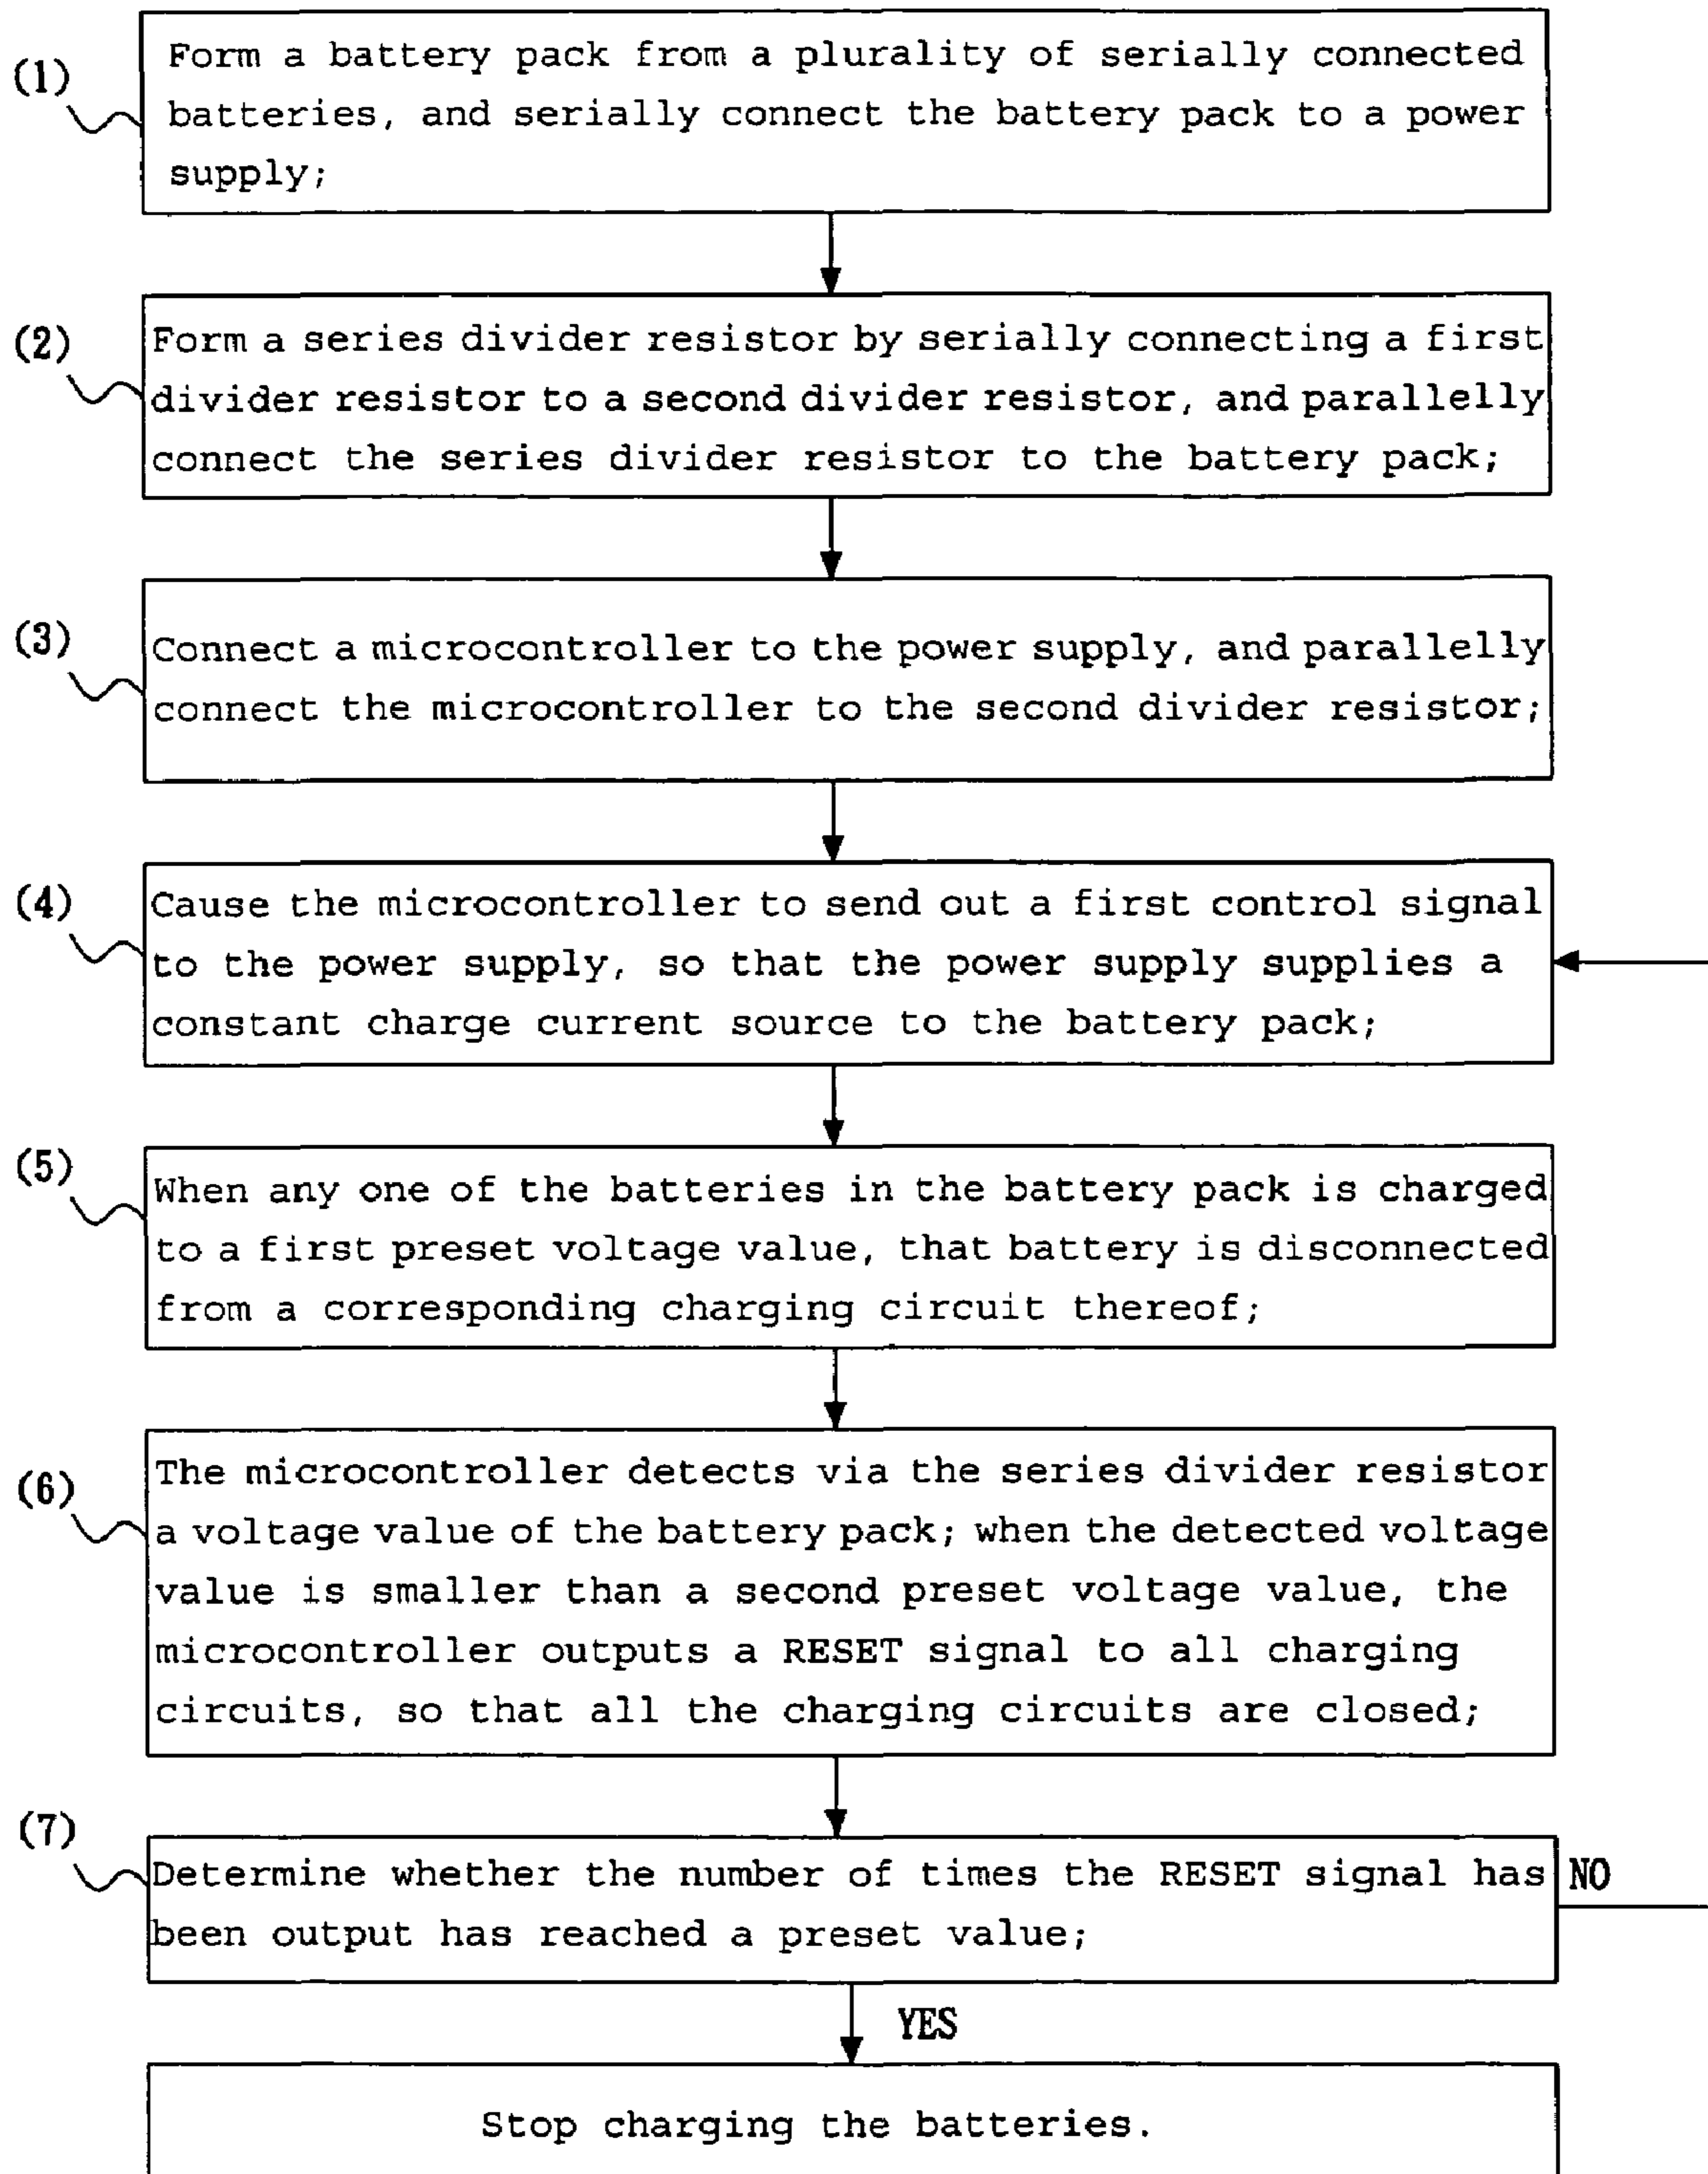 (1)
Form a battery pack from a plurality of serially connected
batteries, and serially connect the battery pack to a power
supply;
(2)
Form a series divider resistor by serially connecting a first
divider resistor to a second divider resistor, and parallelly
connect the series divider resistor to the battery pack;
(3)
Connect a microcontroller to the power supply, and parallelly
connect the microcontroller to the second divider resistor;
(4)
Cause the microcontroller to send out a first control signal
to the power supply, so that the power supply supplies a
constant charge current source to the battery pack;
(5)
When any one of the batteries in the battery pack is charged
to a first preset voltage value, that battery is disconnected
from a corresponding charging circuit thereof;
(6)
The microcontroller detects via the series divider resistor
a voltage value of the battery pack; when the detected voltage
value is smaller than a second preset voltage value, the
microcontroller outputs a RESET signal to all charging
circuits, so that all the charging circuits are closed;
(7)
Determine whether the number of times the RESET signal has
been output has reached a preset value;
NO
YES
Stop charging the batteries.